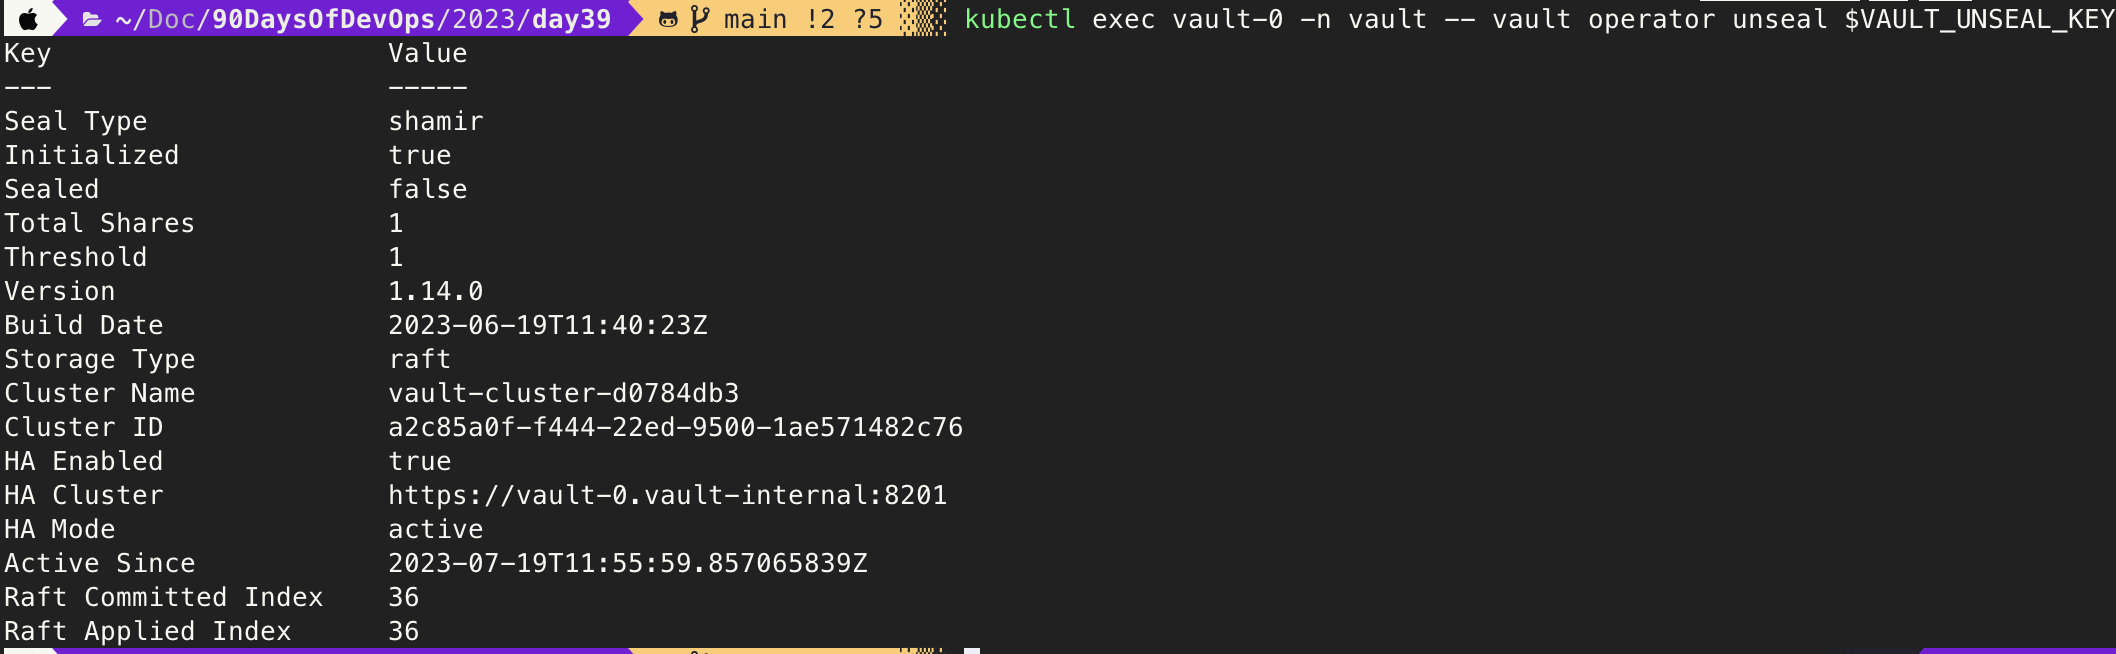 ~/Doc/90DaysOfDevOps/2023/day39 main !2 ?5 kubectl exec vault-0 -n vault -- vault operator unseal $VAULT_UNSEAL_KEY
Key Value
--- -----
Seal Type shamir
Initialized true
Sealed false
Total Shares 1
Threshold 1
Version 1.14.0
Build Date 2023-06-19T11:40:23Z
Storage Type raft
Cluster Name vault-cluster-d0784db3
Cluster ID a2c85a0f-f444-22ed-9500-1ae571482c76
HA Enabled true
HA Cluster https://vault-0.vault-internal:8201
HA Mode active
Active Since 2023-07-19T11:55:59.857065839Z
Raft Committed Index 36
Raft Applied Index 36